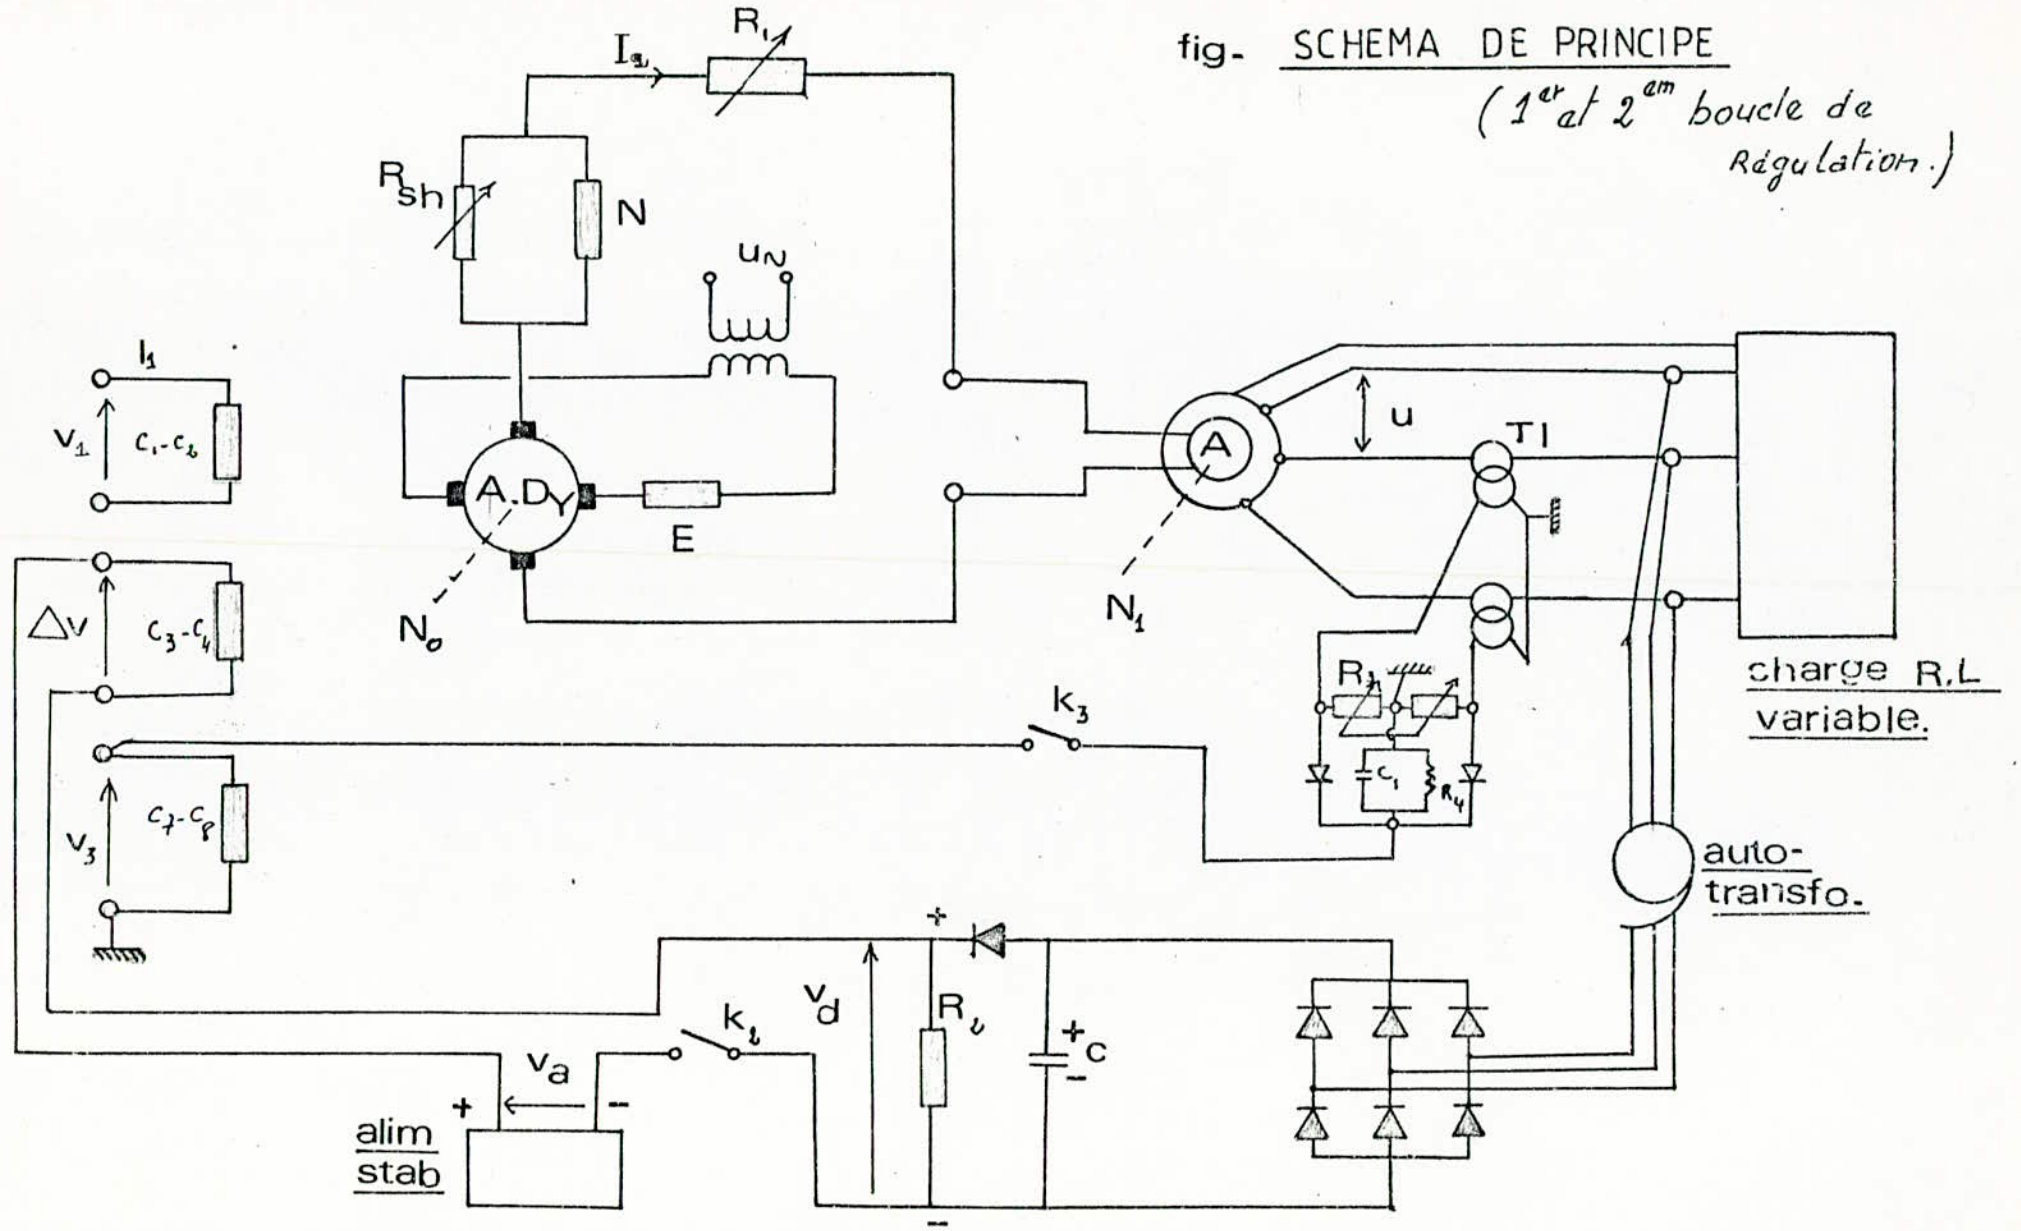 fig- SCHEMA DE PRINCIPE
(1er et 2em boucle de
Régulation.)
R1
Rsh
N
uN
I1
V1
C1-C2
A.Dy
E
N0
ΔV
C3-C4
V3
C7-C8
A
N1
u
TI
charge R.L
variable.
k3
C1
R4
auto-
transfo.
+
Vd
R2
+
C
-
k2
Va
+
-
alim
stab
-